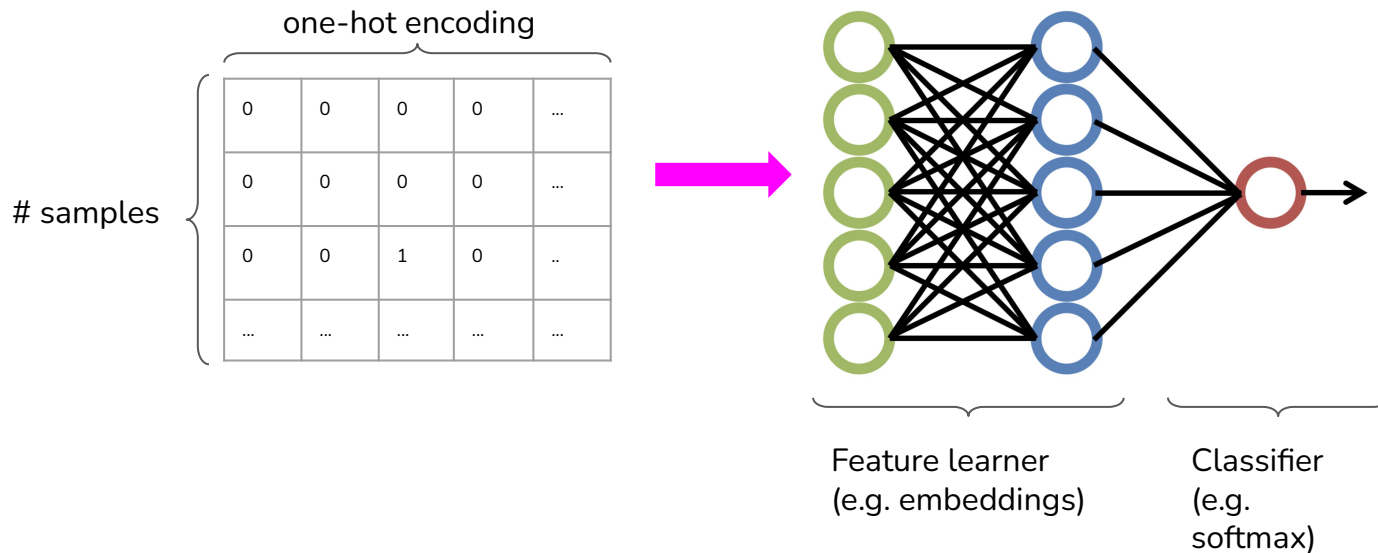 one-hot encoding
# samples
0 0 0 0 ...
0 0 0 0 ...
0 0 1 0 ..
... ... ... ... ...
Feature learner
(e.g. embeddings)
Classifier
(e.g.
softmax)